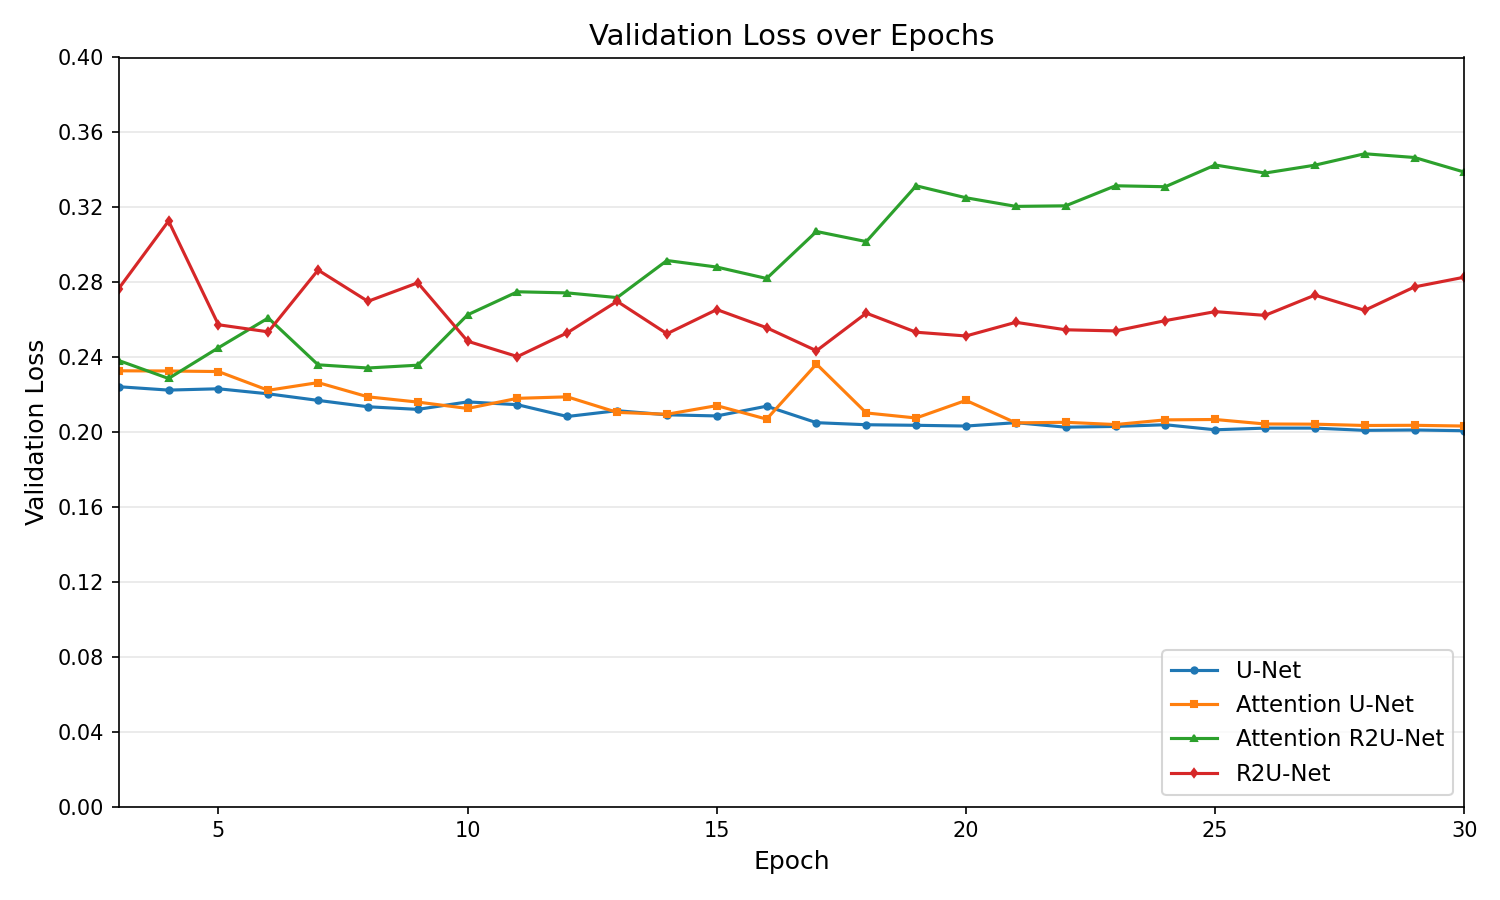 Validation Loss over Epochs
Validation Loss
0.40
0.36
0.32
0.28
0.24
0.20
0.16
0.12
0.08
0.04
0.00
5 10 15 20 25 30
Epoch
U-Net
Attention U-Net
Attention R2U-Net
R2U-Net